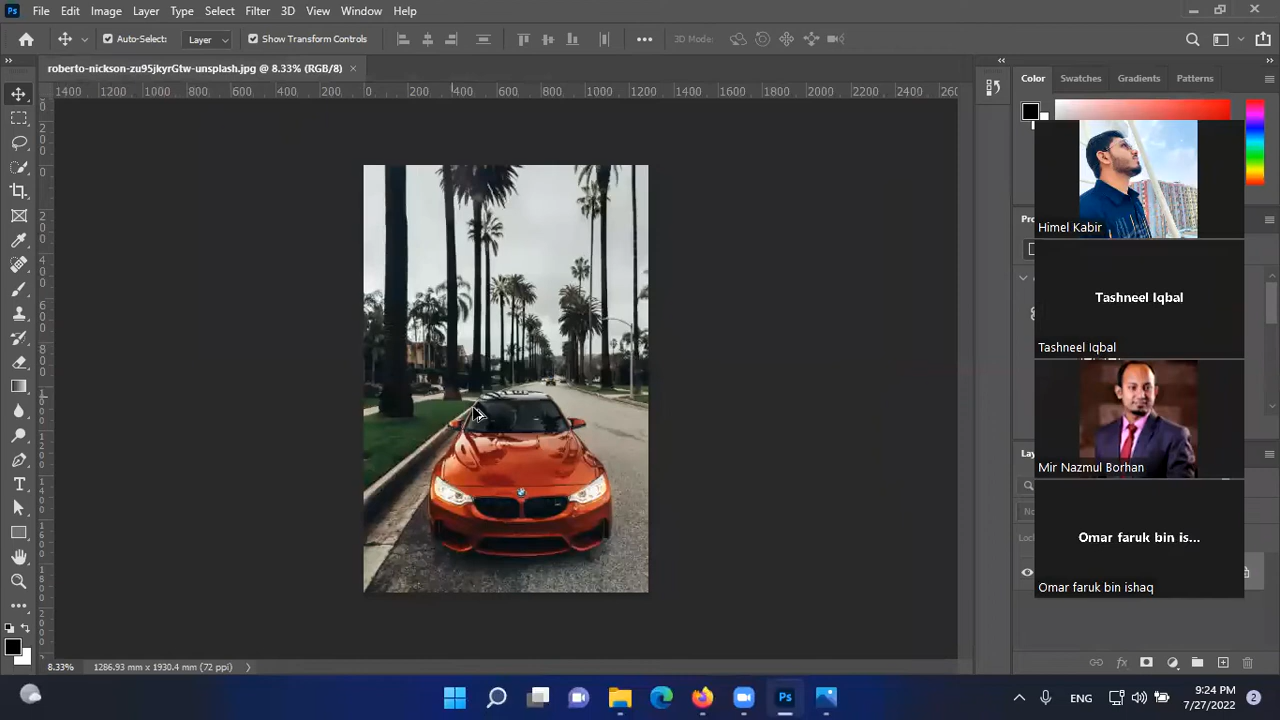 Ps File Edit Image Layer Type Select Filter 3D View Window Help
Auto-Select: Layer Show Transform Controls 3D Mode:
roberto-nickson-zu95jkyrGtw-unsplash.jpg @ 8.33% (RGB/8)
Color Swatches Gradients Patterns
1400 1200 1000 800 600 400 200 0 200 400 600 800 1000 1200 1400 1600 1800 2000 2200 2400
Himel Kabir
Tashneel Iqbal
Tashneel Iqbal
Mir Nazmul Borhan
Omar faruk bin is...
Omar faruk bin ishaq
8.33% 1286.93 mm x 1930.4 mm (72 ppi)
fx
Ps ENG 9:24 PM
7/27/2022 2